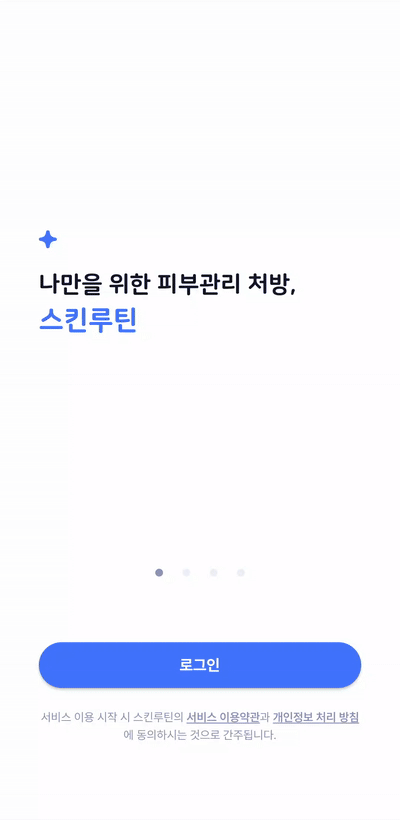 나만을 위한 피부관리 처방,
스킨루틴
로그인
서비스 이용 시작 시 스킨루틴의 서비스 이용약관과 개인정보 처리 방침
에 동의하시는 것으로 간주됩니다.